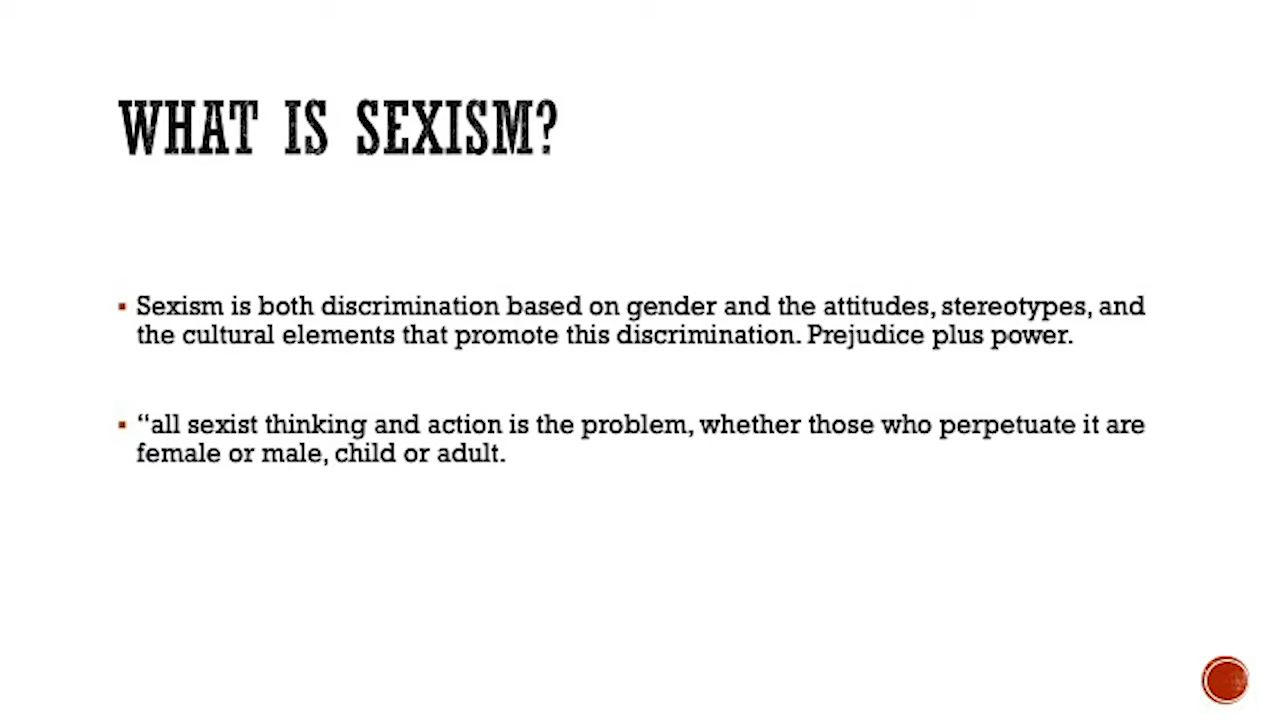 WHAT IS SEXISM?
▪ Sexism is both discrimination based on gender and the attitudes, stereotypes, and
the cultural elements that promote this discrimination. Prejudice plus power.
▪ “all sexist thinking and action is the problem, whether those who perpetuate it are
female or male, child or adult.